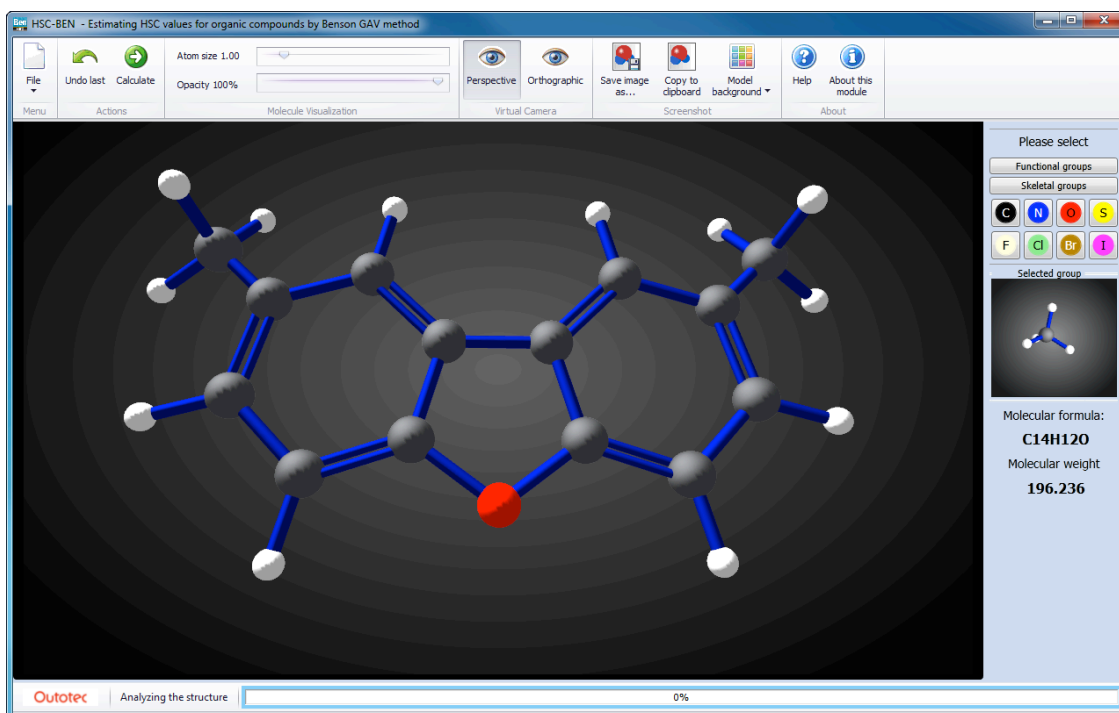 Ben HSC-BEN - Estimating HSC values for organic compounds by Benson GAV method
File
Menu
Undo last
Calculate
Actions
Atom size 1.00
Opacity 100%
Molecule Visualization
Perspective
Orthographic
Virtual Camera
Save image
as...
Copy to
clipboard
Model
background
Screenshot
Help
About this
module
About
Please select
Functional groups
Skeletal groups
C N O S
F Cl Br I
Selected group
Molecular formula:
C14H12O
Molecular weight
196.236
Outotec
Analyzing the structure
0%